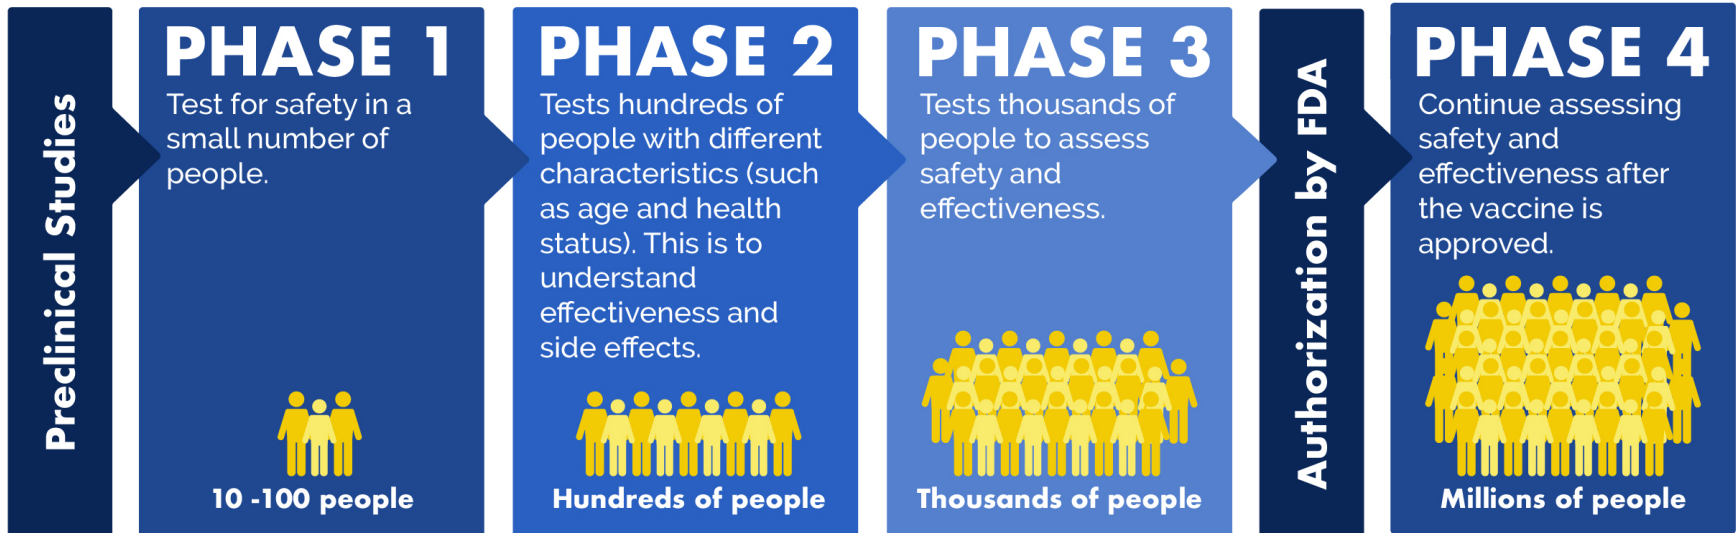 Preclinical Studies
PHASE 1
Test for safety in a
small number of
people.
10 -100 people
PHASE 2
Tests hundreds of
people with different
characteristics (such
as age and health
status). This is to
understand
effectiveness and
side effects.
Hundreds of people
PHASE 3
Tests thousands of
people to assess
safety and
effectiveness.
Thousands of people
Authorization by FDA
PHASE 4
Continue assessing
safety and
effectiveness after
the vaccine is
approved.
Millions of people